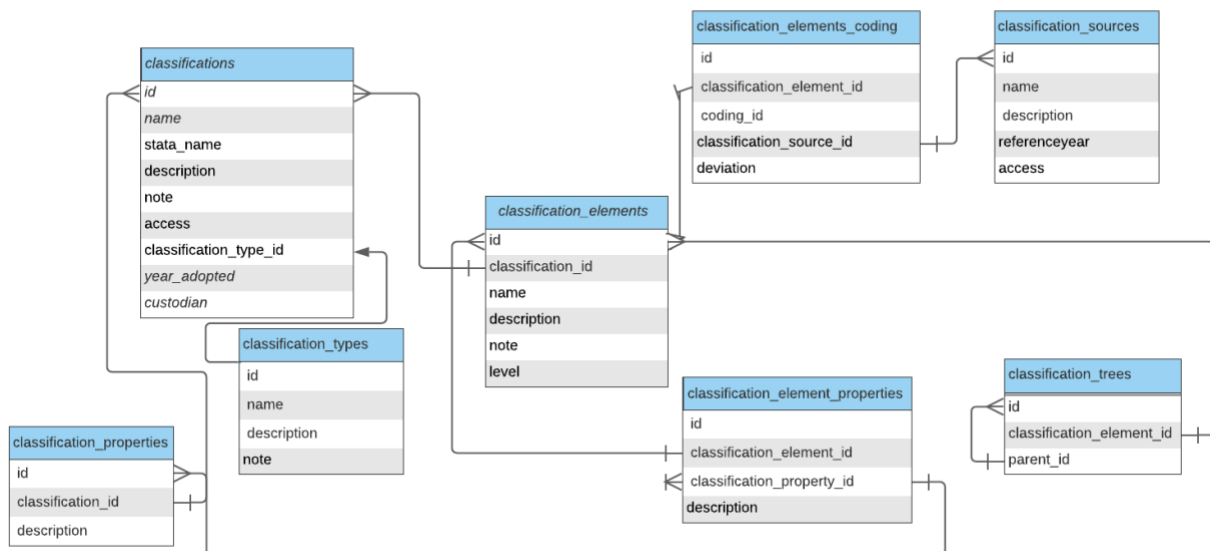 classifications
id
name
stata_name
description
note
access
classification_type_id
year_adopted
custodian
classification_types
id
name
description
note
classification_properties
id
classification_id
description
classification_elements
id
classification_id
name
description
note
level
classification_elements_coding
id
classification_element_id
coding_id
classification_source_id
deviation
classification_sources
id
name
description
referenceyear
access
classification_element_properties
id
classification_element_id
classification_property_id
description
classification_trees
id
classification_element_id
parent_id